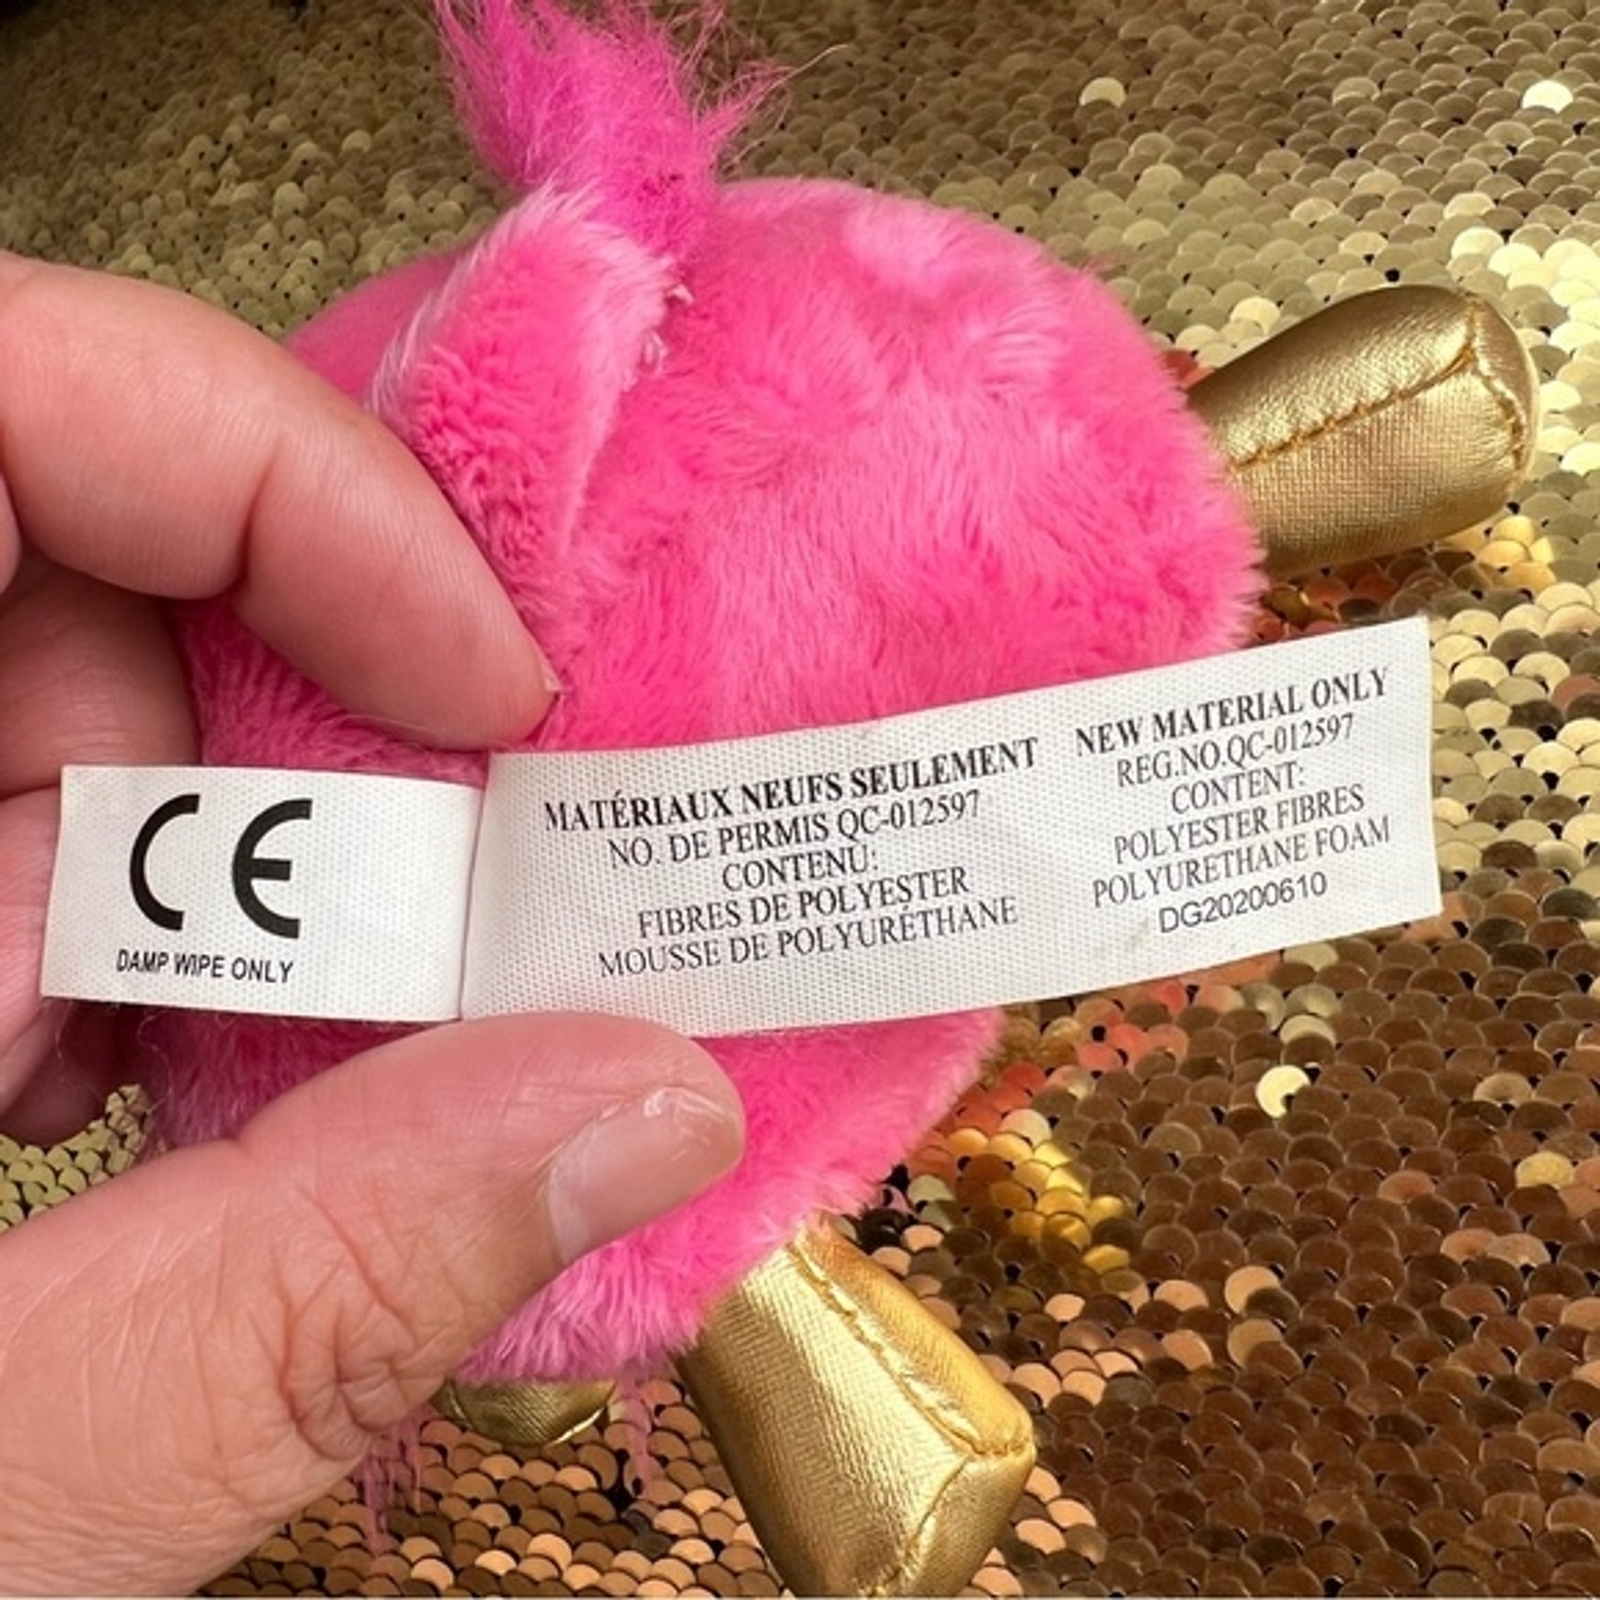 CE
DAMP WIPE ONLY
MATÉRIAUX NEUFS SEULEMENT
NO. DE PERMIS QC-012597
CONTENU:
FIBRES DE POLYESTER
MOUSSE DE POLYURÉTHANE
NEW MATERIAL ONLY
REG.NO.QC-012597
CONTENT:
POLYESTER FIBRES
POLYURETHANE FOAM
DG20200610